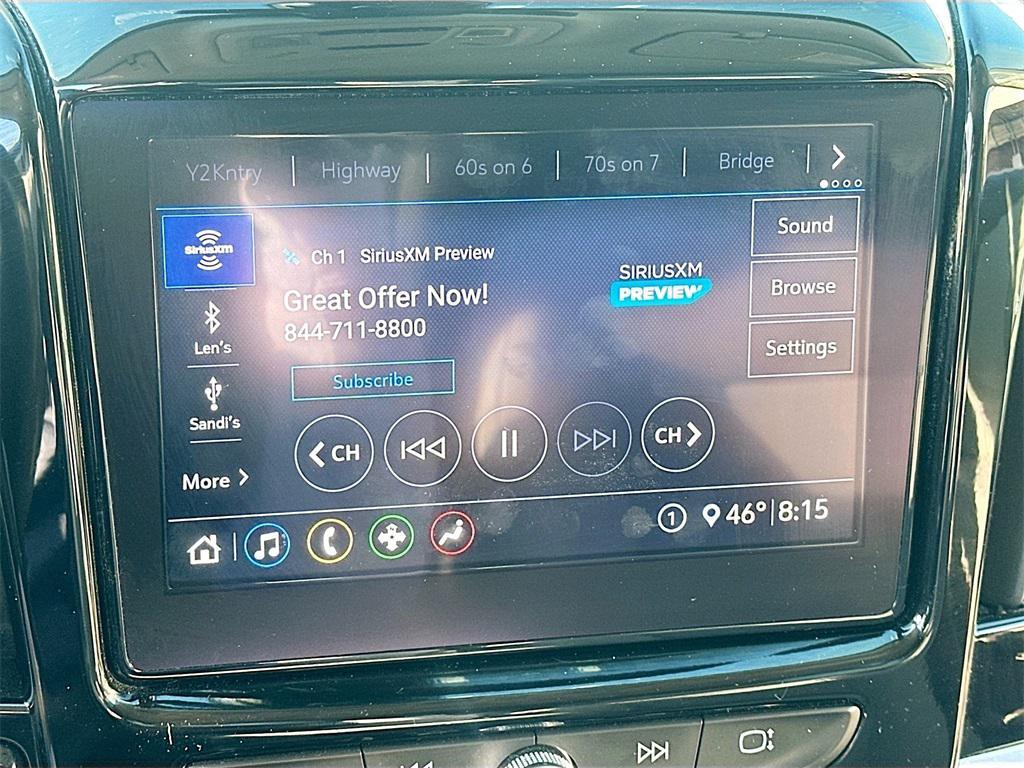 Y2Kntry | Highway | 60s on 6 | 70s on 7 | Bridge
SiriusXM
Ch 1 SiriusXM Preview
Great Offer Now!
844-711-8800
Subscribe
SIRIUSXM
PREVIEW
Sound
Browse
Settings
Len's
Sandi's
More
CH
CH
1 46° | 8:15